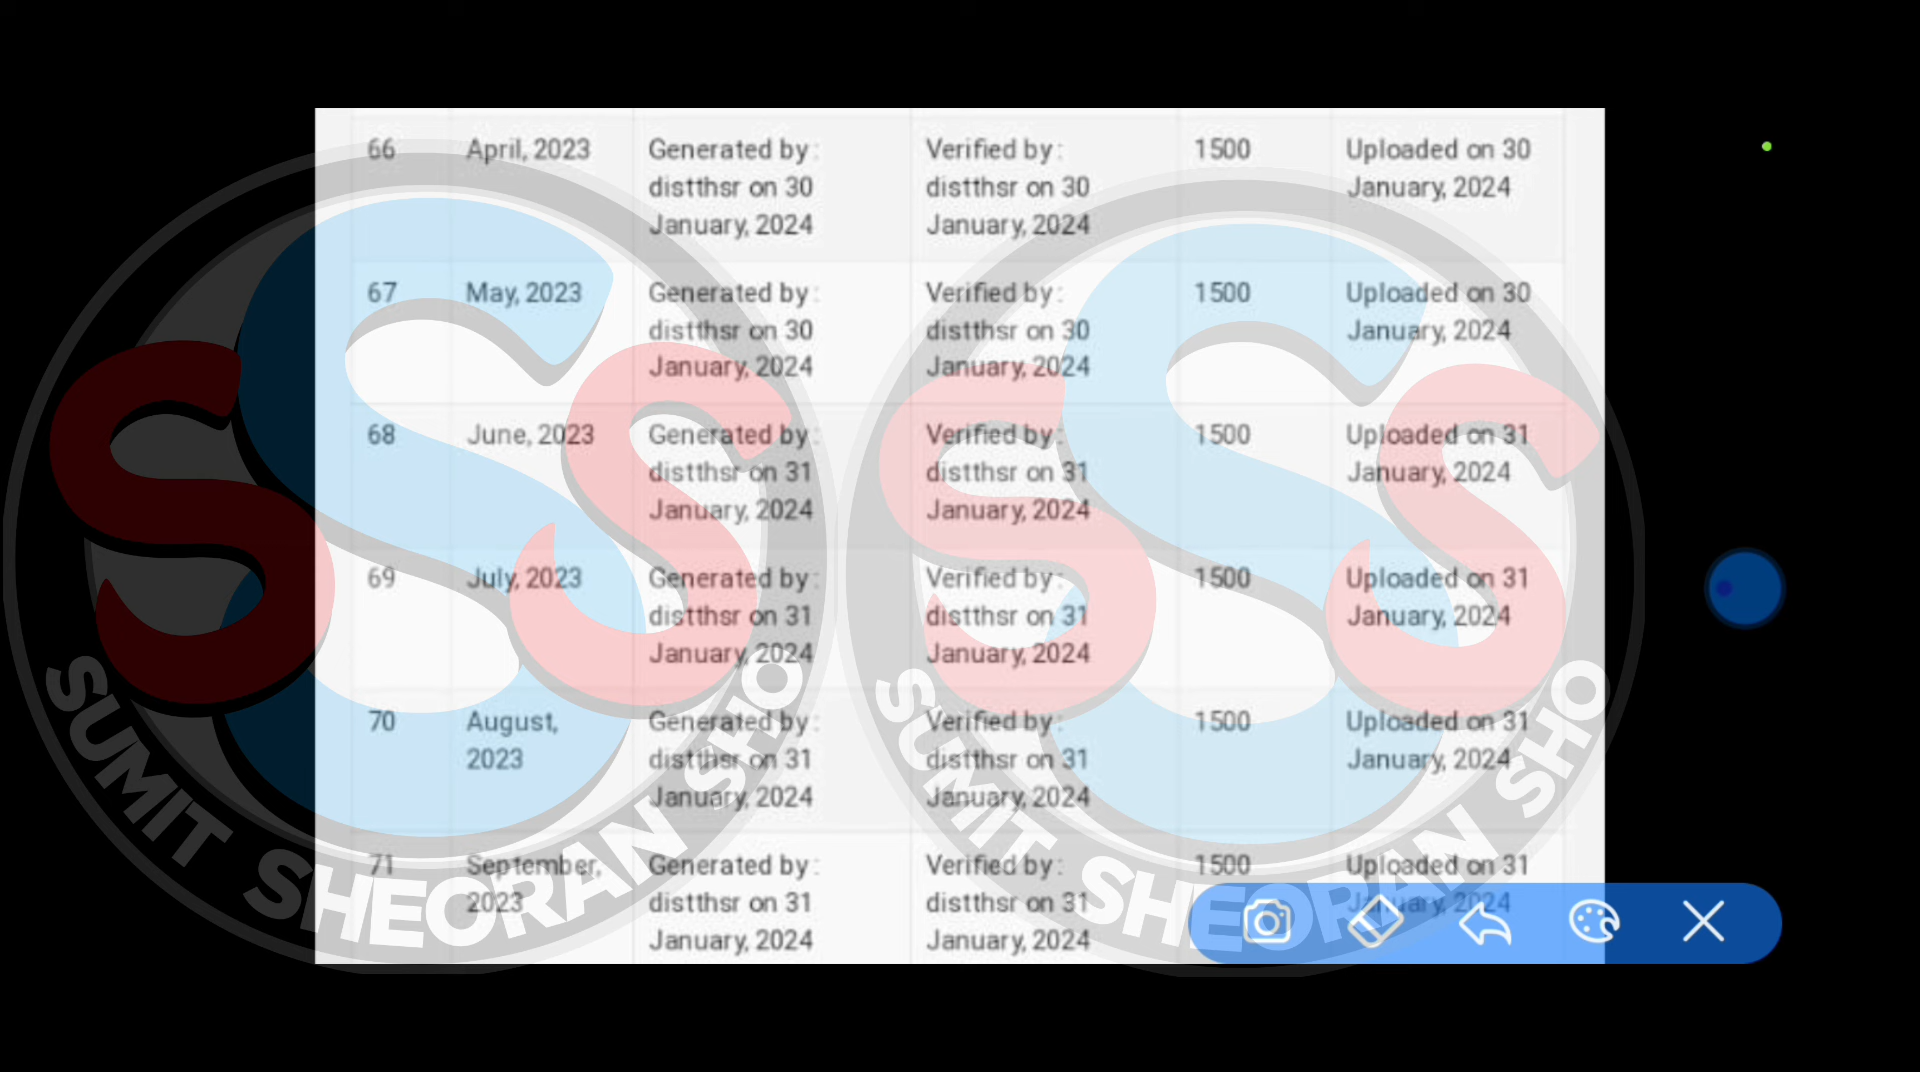 66 April, 2023 Generated by : Verified by : 1500 Uploaded on 30
distthsr on 30 distthsr on 30 January, 2024
January, 2024 January, 2024
67 May, 2023 Generated by : Verified by : 1500 Uploaded on 30
distthsr on 30 distthsr on 30 January, 2024
January, 2024 January, 2024
68 June, 2023 Generated by : Verified by : 1500 Uploaded on 31
distthsr on 31 distthsr on 31 January, 2024
January, 2024 January, 2024
69 July, 2023 Generated by : Verified by : 1500 Uploaded on 31
distthsr on 31 distthsr on 31 January, 2024
January, 2024 January, 2024
70 August, Generated by : Verified by : 1500 Uploaded on 31
2023 distthsr on 31 distthsr on 31 January, 2024
January, 2024 January, 2024
71 September, Generated by : Verified by : 1500 Uploaded on 31
2023 distthsr on 31 distthsr on 31 January, 2024
January, 2024 January, 2024
SSS
SUMIT SHEORAN SHO
SSS
SUMIT SHEORAN SHO